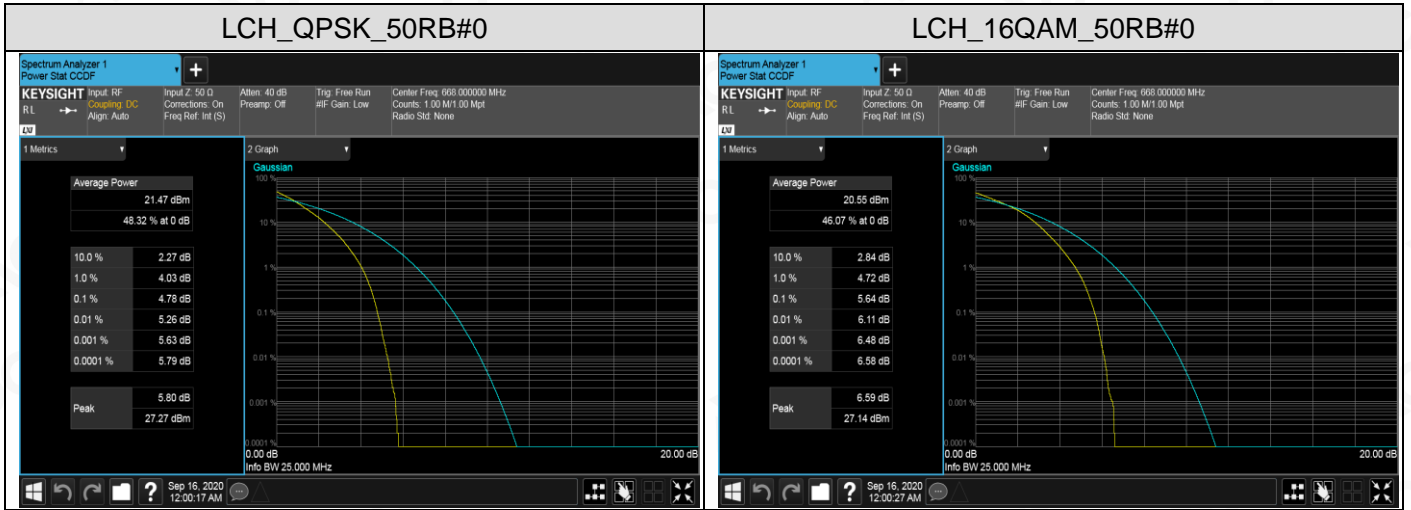 LCH_QPSK_50RB#0
LCH_16QAM_50RB#0
Spectrum Analyzer 1
Power Stat CCDF
+
KEYSIGHT Input: RF Input Z: 50 Ω Atten: 40 dB Trig: Free Run Center Freq: 668.000000 MHz
RL Coupling: DC Corrections: On Preamp: Off #IF Gain: Low Counts: 1.00 M/1.00 Mpt
Align: Auto Freq Ref: Int (S) Radio Std: None
LXI
1 Metrics
2 Graph
Average Power
21.47 dBm
48.32 % at 0 dB
10.0 % 2.27 dB
1.0 % 4.03 dB
0.1 % 4.78 dB
0.01 % 5.26 dB
0.001 % 5.63 dB
0.0001 % 5.79 dB
Peak
5.80 dB
27.27 dBm
Gaussian
100 %
10 %
1 %
0.1 %
0.01 %
0.001 %
0.0001 %
0.00 dB 20.00 dB
Info BW 25.000 MHz
? Sep 16, 2020
12:00:17 AM
Spectrum Analyzer 1
Power Stat CCDF
+
KEYSIGHT Input: RF Input Z: 50 Ω Atten: 40 dB Trig: Free Run Center Freq: 668.000000 MHz
RL Coupling: DC Corrections: On Preamp: Off #IF Gain: Low Counts: 1.00 M/1.00 Mpt
Align: Auto Freq Ref: Int (S) Radio Std: None
LXI
1 Metrics
2 Graph
Average Power
20.55 dBm
46.07 % at 0 dB
10.0 % 2.84 dB
1.0 % 4.72 dB
0.1 % 5.64 dB
0.01 % 6.11 dB
0.001 % 6.48 dB
0.0001 % 6.58 dB
Peak
6.59 dB
27.14 dBm
Gaussian
100 %
10 %
1 %
0.1 %
0.01 %
0.001 %
0.0001 %
0.00 dB 20.00 dB
Info BW 25.000 MHz
? Sep 16, 2020
12:00:27 AM